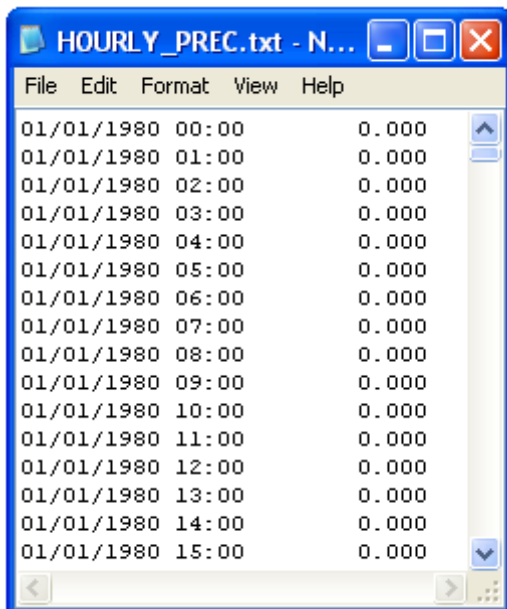 HOURLY_PREC.txt - N...
File Edit Format View Help
01/01/1980 00:00 0.000
01/01/1980 01:00 0.000
01/01/1980 02:00 0.000
01/01/1980 03:00 0.000
01/01/1980 04:00 0.000
01/01/1980 05:00 0.000
01/01/1980 06:00 0.000
01/01/1980 07:00 0.000
01/01/1980 08:00 0.000
01/01/1980 09:00 0.000
01/01/1980 10:00 0.000
01/01/1980 11:00 0.000
01/01/1980 12:00 0.000
01/01/1980 13:00 0.000
01/01/1980 14:00 0.000
01/01/1980 15:00 0.000